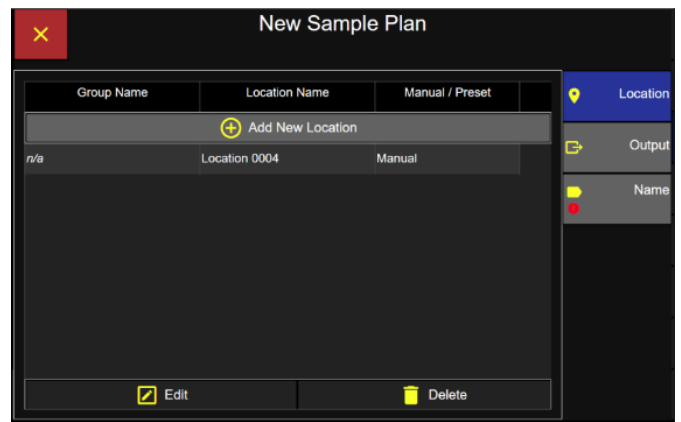 New Sample Plan
Group Name Location Name Manual / Preset
Add New Location
n/a Location 0004 Manual
Edit Delete
Location
Output
Name